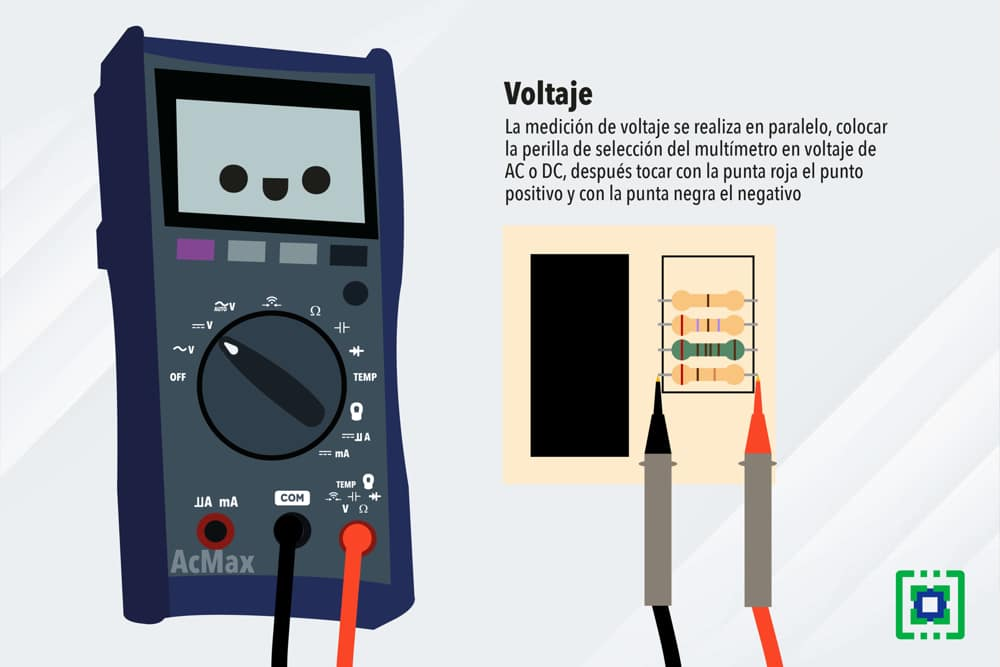 Voltaje
La medición de voltaje se realiza en paralelo, colocar
la perilla de selección del multímetro en voltaje de
AC o DC, después tocar con la punta roja el punto
positivo y con la punta negra el negativo
AUTO V
Ω
V
V
OFF
TEMP
A
mA
TEMP
A mA
COM
V Ω
AcMax